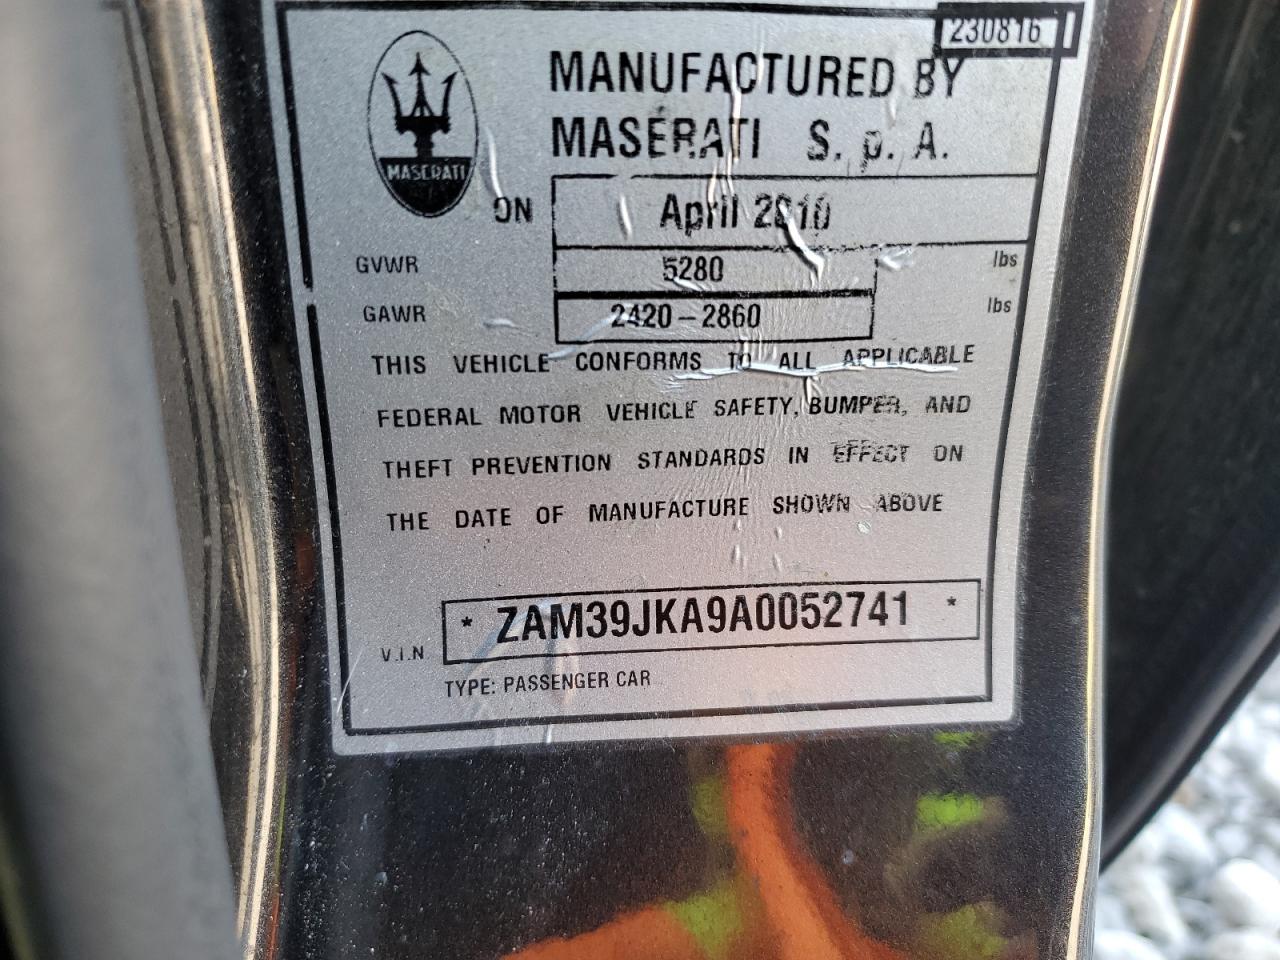 230816
MANUFACTURED BY
MASERATI S. p. A.
MASERATI
ON April 2010
GVWR 5280 lbs
GAWR 2420-2860 lbs
THIS VEHICLE CONFORMS TO ALL APPLICABLE
FEDERAL MOTOR VEHICLE SAFETY, BUMPER, AND
THEFT PREVENTION STANDARDS IN EFFECT ON
THE DATE OF MANUFACTURE SHOWN ABOVE
V.I.N. * ZAM39JKA9A0052741 *
TYPE: PASSENGER CAR